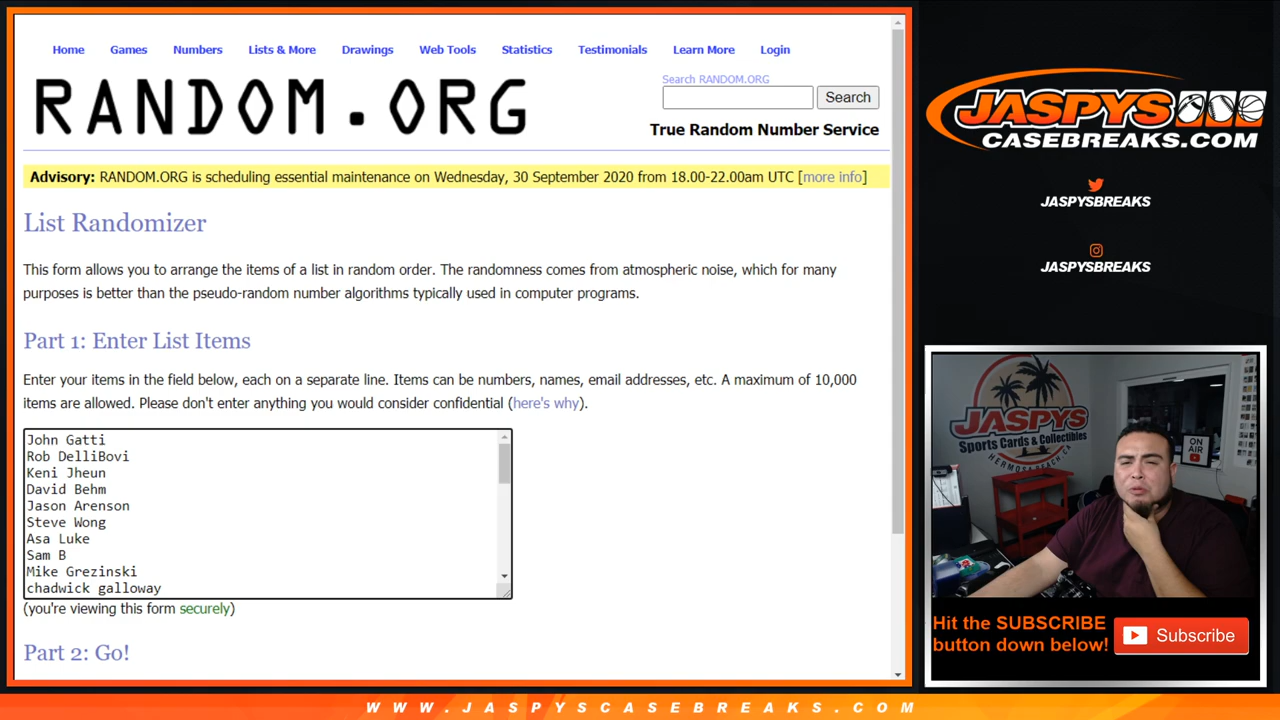 Home Games Numbers Lists & More Drawings Web Tools Statistics Testimonials Learn More Login
RANDOM.ORG
Search RANDOM.ORG
Search
True Random Number Service
Advisory: RANDOM.ORG is scheduling essential maintenance on Wednesday, 30 September 2020 from 18.00-22.00am UTC [more info]
List Randomizer
This form allows you to arrange the items of a list in random order. The randomness comes from atmospheric noise, which for many
purposes is better than the pseudo-random number algorithms typically used in computer programs.
Part 1: Enter List Items
Enter your items in the field below, each on a separate line. Items can be numbers, names, email addresses, etc. A maximum of 10,000
items are allowed. Please don't enter anything you would consider confidential (here's why).
John Gatti
Rob DelliBovi
Keni Jheun
David Behm
Jason Arenson
Steve Wong
Asa Luke
Sam B
Mike Grezinski
chadwick galloway
(you're viewing this form securely)
Part 2: Go!
JASPYS
CASEBREAKS.COM
JASPYSBREAKS
JASPYSBREAKS
JASPYS
Sports Cards & Collectibles
HERMOSA BEACH, CA
ON
AIR
Hit the SUBSCRIBE
button down below!
Subscribe
WWW.JASPYSCASEBREAKS.COM